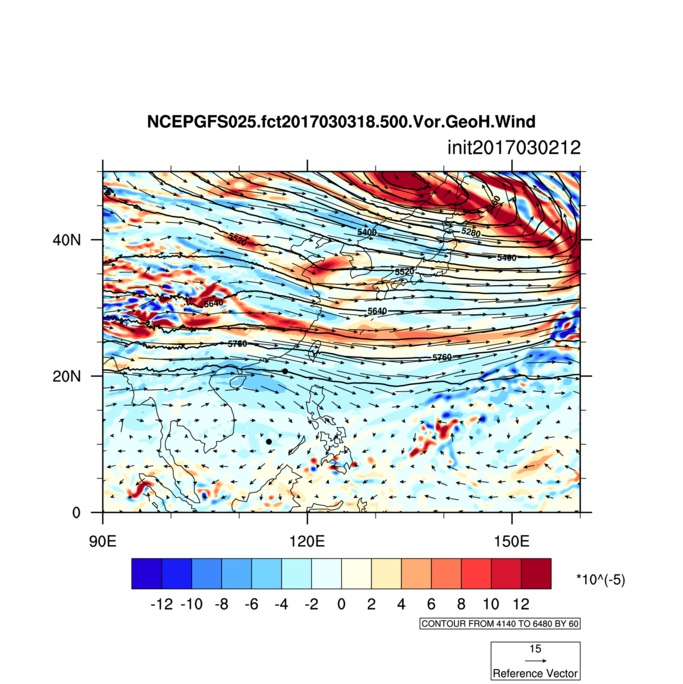 NCEPGFS025.fct2017030318.500.Vor.GeoH.Wind
init2017030212
40N
20N
0
90E 120E 150E
5400
5280
5520
5400
5520
5640
5640
5760
5760
-12 -10 -8 -6 -4 -2 0 2 4 6 8 10 12
*10^(-5)
CONTOUR FROM 4140 TO 6480 BY 60
15
Reference Vector